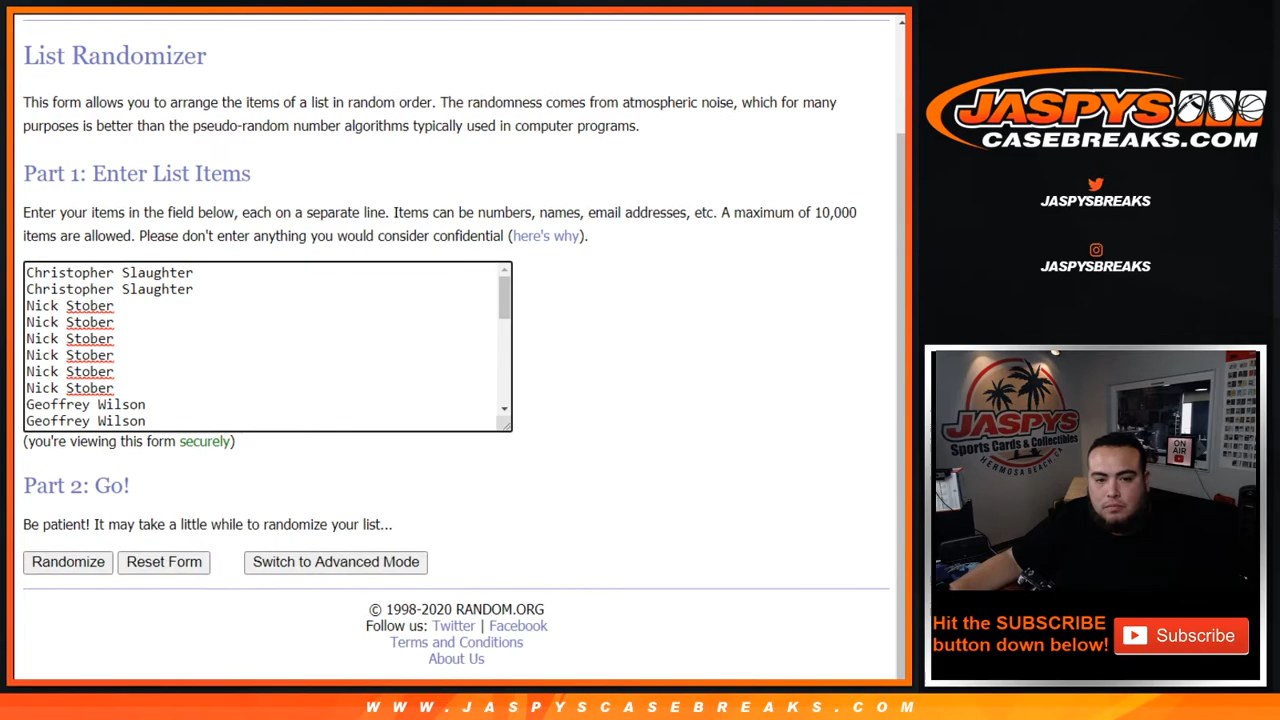 List Randomizer
This form allows you to arrange the items of a list in random order. The randomness comes from atmospheric noise, which for many
purposes is better than the pseudo-random number algorithms typically used in computer programs.
Part 1: Enter List Items
Enter your items in the field below, each on a separate line. Items can be numbers, names, email addresses, etc. A maximum of 10,000
items are allowed. Please don't enter anything you would consider confidential (here's why).
Christopher Slaughter
Christopher Slaughter
Nick Stober
Nick Stober
Nick Stober
Nick Stober
Nick Stober
Nick Stober
Geoffrey Wilson
Geoffrey Wilson
(you're viewing this form securely)
Part 2: Go!
Be patient! It may take a little while to randomize your list...
Randomize Reset Form Switch to Advanced Mode
© 1998-2020 RANDOM.ORG
Follow us: Twitter | Facebook
Terms and Conditions
About Us
JASPYS
CASEBREAKS.COM
JASPYSBREAKS
JASPYSBREAKS
JASPYS
Sports Cards & Collectibles
HERMOSA BEACH, CA
ON AIR
Hit the SUBSCRIBE
button down below!
Subscribe
WWW.JASPYSCASEBREAKS.COM